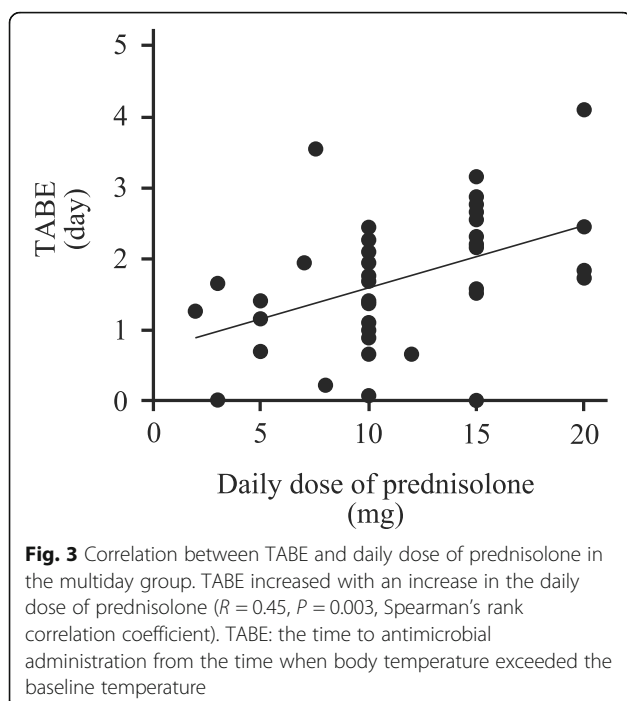 5
4
3
2
1
0
TABE
(day)
0 5 10 15 20
Daily dose of prednisolone
(mg)
Fig. 3 Correlation between TABE and daily dose of prednisolone in
the multiday group. TABE increased with an increase in the daily
dose of prednisolone (R = 0.45, P = 0.003, Spearman's rank
correlation coefficient). TABE: the time to antimicrobial
administration from the time when body temperature exceeded the
baseline temperature